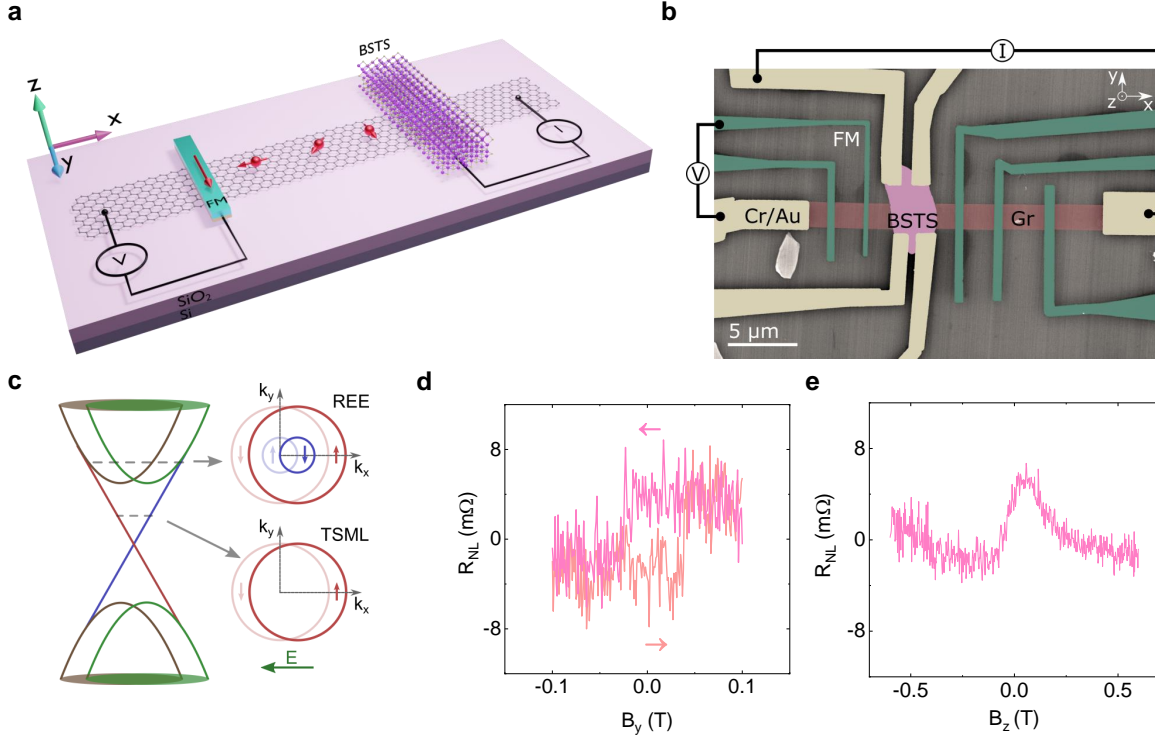 a
BSTS
z
x
y
FM
I
V
SiO2
Si
b
I
y
z
x
FM
V
Cr/Au
BSTS
Gr
5 µm
c
ky
REE
kx
ky
TSML
kx
E
d
RNL (mΩ)
8
0
-8
-0.1
0.0
0.1
By (T)
e
RNL (mΩ)
8
0
-8
-0.5
0.0
0.5
Bz (T)